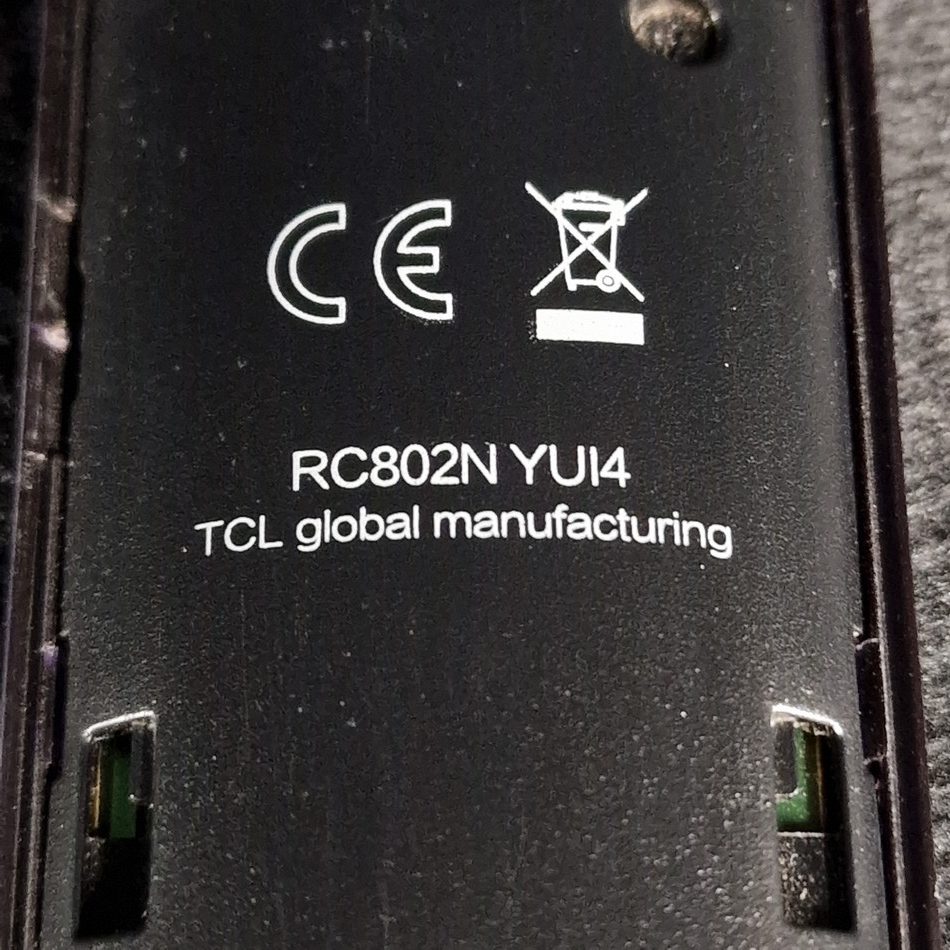 CE
RC802N YUI4
TCL global manufacturing